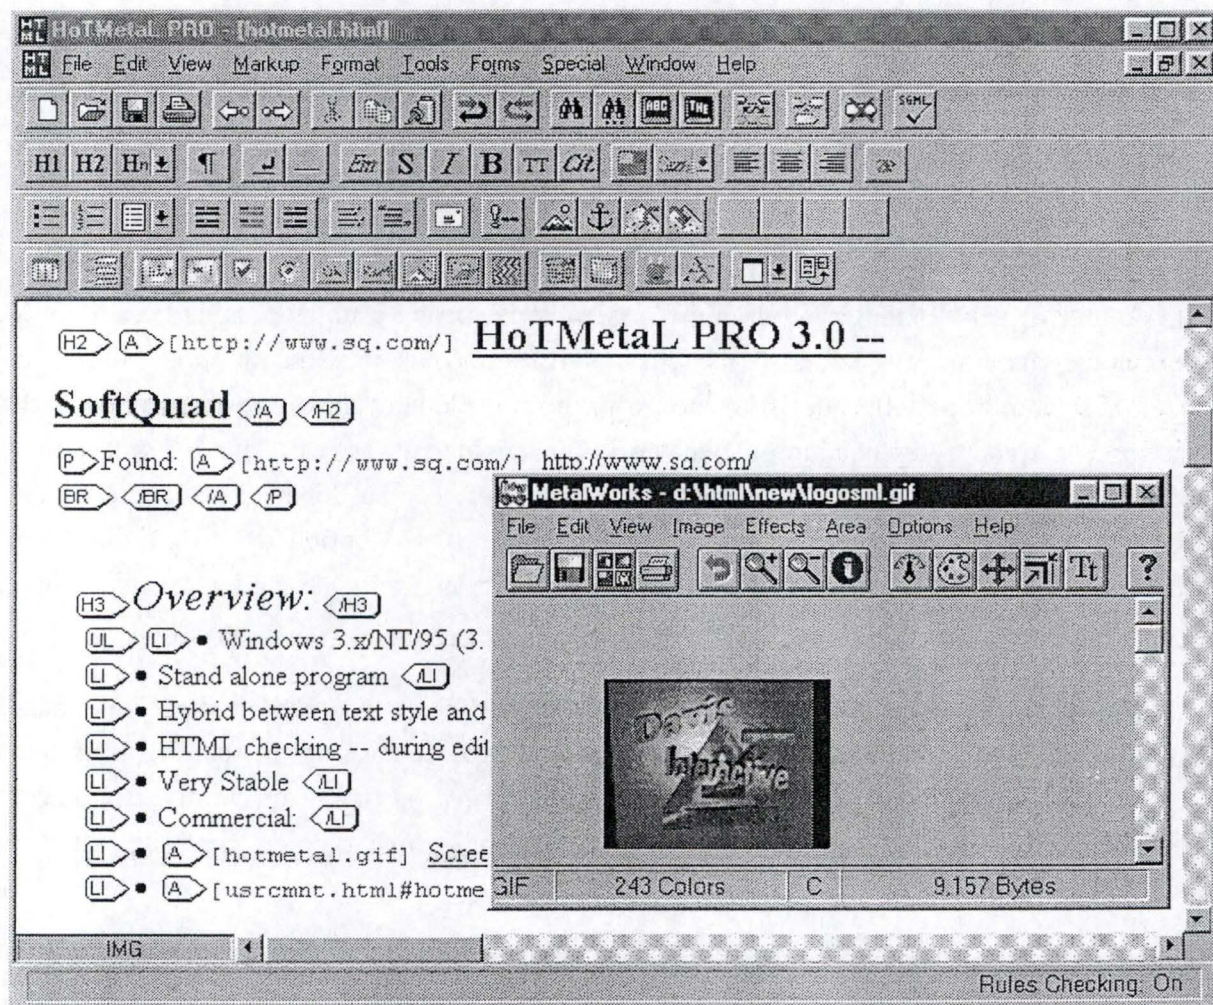 HoTMetaL PRO - [hotmetal.html]
File Edit View Markup Format Tools Forms Special Window Help
ABC
SGML
H1 H2 Hn ¶ Em S I B TT Cit
HoTMetaL PRO 3.0 --
H2 A [http://www.sq.com/]
SoftQuad /A /H2
P Found: A [http://www.sq.com/] http://www.sq.com/
BR /BR /A /P
H3 Overview: /H3
UL LI • Windows 3.x/NT/95 (3.
LI • Stand alone program /LI
LI • Hybrid between text style and
LI • HTML checking -- during edit
LI • Very Stable /LI
LI • Commercial: /LI
LI • A [hotmetal.gif] Scree
LI • A [usrcmnt.html#hotme
IMG
Rules Checking: On
MetalWorks - d:\html\new\logosml.gif
File Edit View Image Effects Area Options Help
Tt ?
Interactive
GIF 243 Colors C 9,157 Bytes